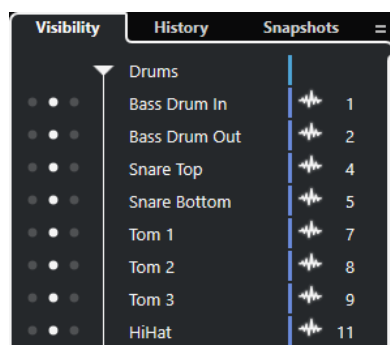 Visibility History Snapshots
Drums
Bass Drum In 1
Bass Drum Out 2
Snare Top 4
Snare Bottom 5
Tom 1 7
Tom 2 8
Tom 3 9
HiHat 11